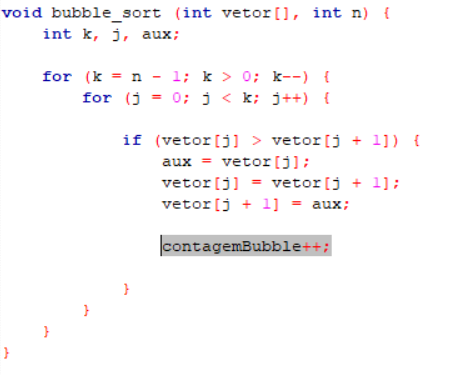 void bubble_sort (int vetor[], int n) {
    int k, j, aux;

    for (k = n - 1; k > 0; k--) {
        for (j = 0; j < k; j++) {

            if (vetor[j] > vetor[j + 1]) {
                aux = vetor[j];
                vetor[j] = vetor[j + 1];
                vetor[j + 1] = aux;

                contagemBubble++;

            }
        }
    }
}